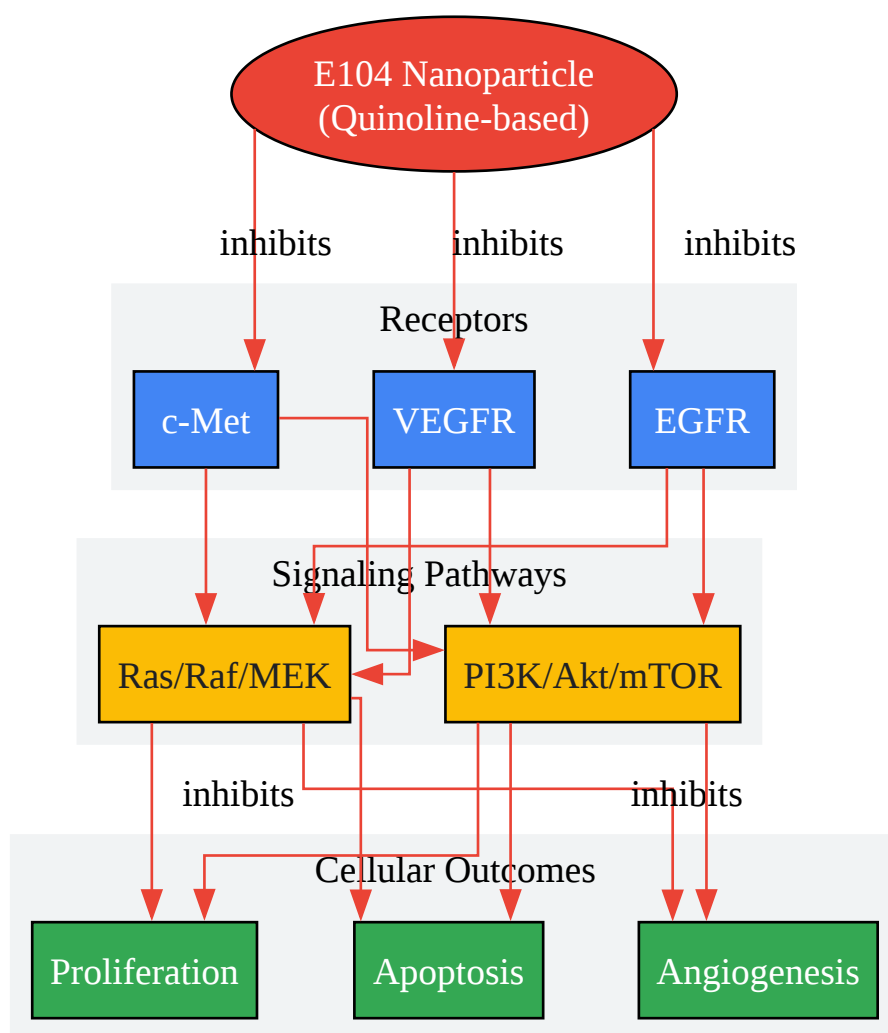 E104 Nanoparticle
(Quinoline-based)
inhibits
inhibits
inhibits
Receptors
c-Met
VEGFR
EGFR
Signaling Pathways
Ras/Raf/MEK
PI3K/Akt/mTOR
inhibits
inhibits
Cellular Outcomes
Proliferation
Apoptosis
Angiogenesis